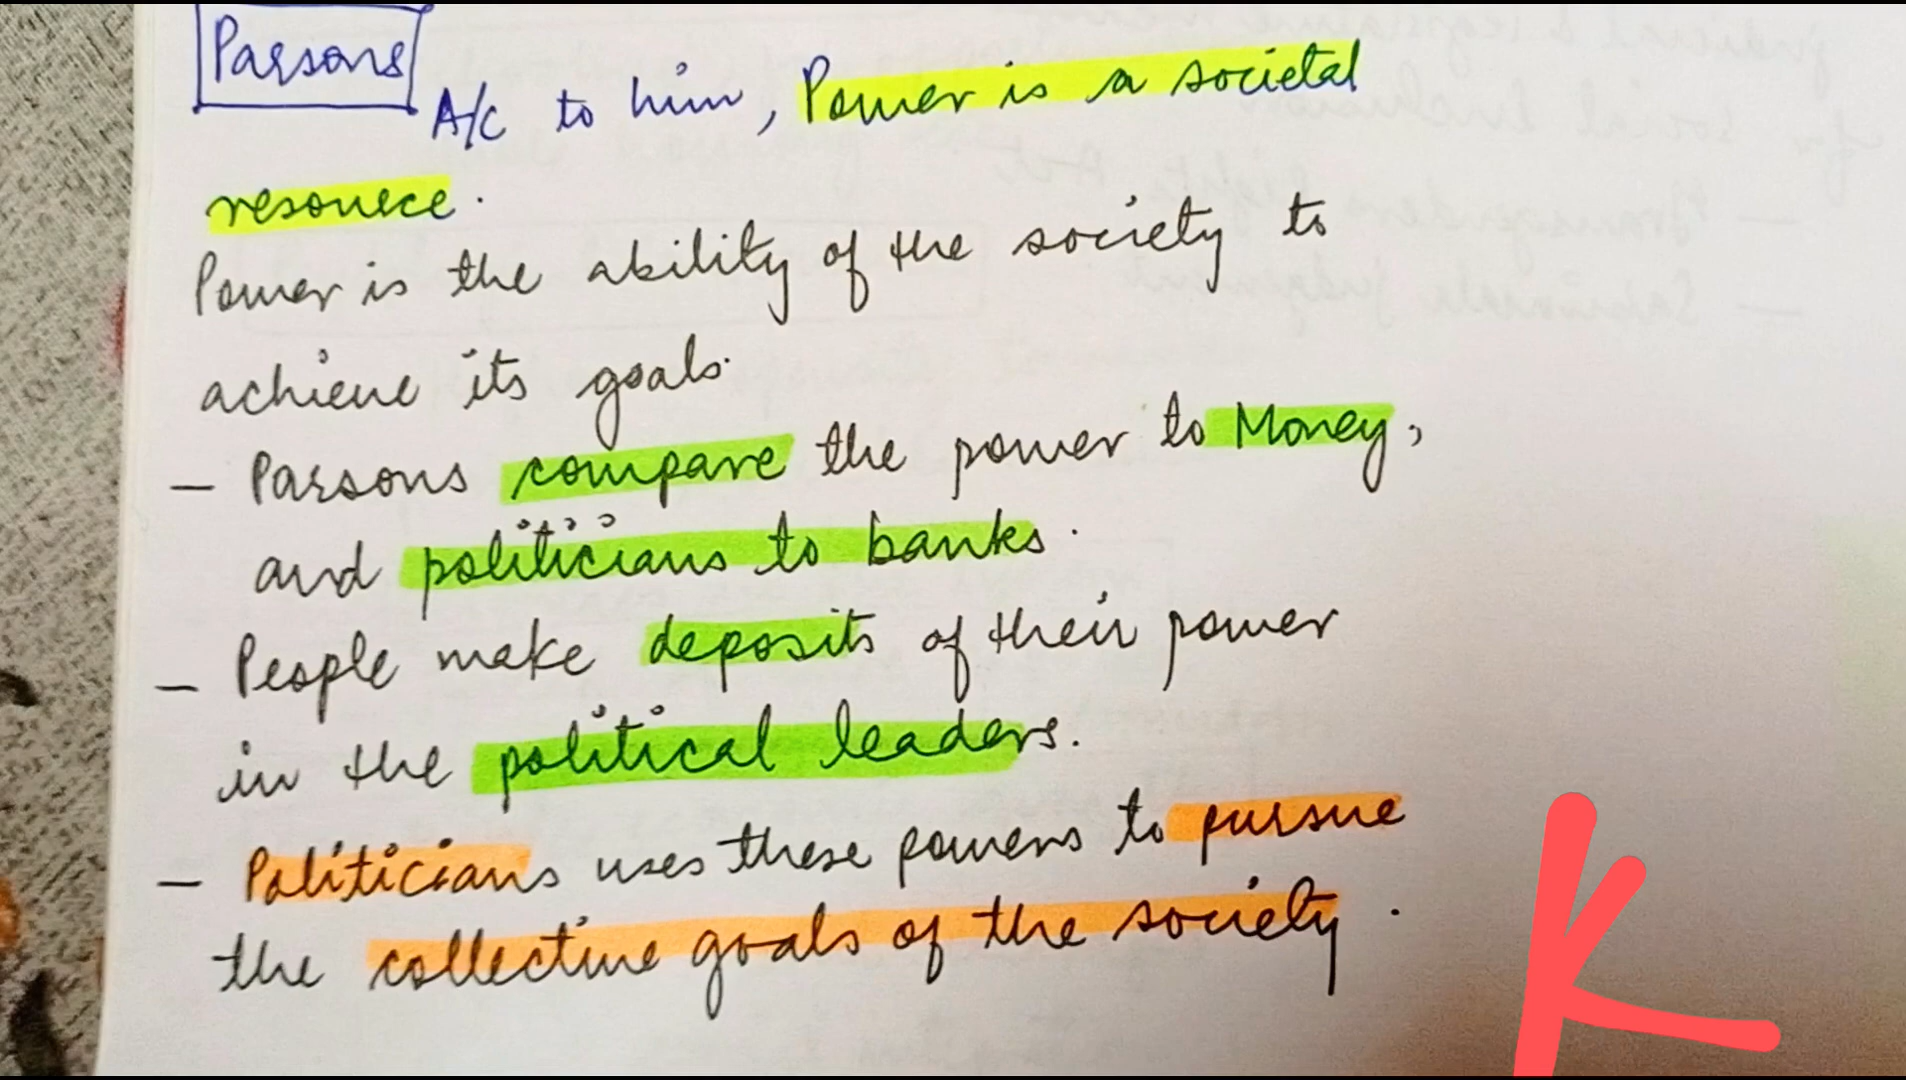 Parsons
A/c to him, Power is a societal
resource.
Power is the ability of the society to
achieve its goals.
— Parsons compare the power to Money,
and politicians to banks.
— People make deposits of their power
in the political leaders.
— Politicians uses these powers to pursue
the collective goals of the society.
K